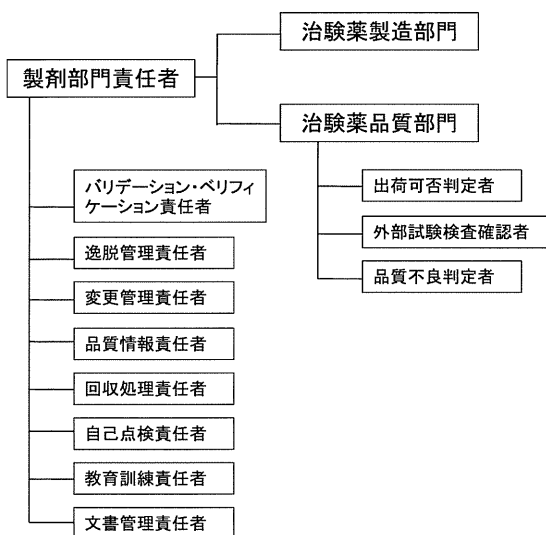 製剤部門責任者
治験薬製造部門
治験薬品質部門
出荷可否判定者
外部試験検査確認者
品質不良判定者
バリデーション・ベリフィ
ケーション責任者
逸脱管理責任者
変更管理責任者
品質情報責任者
回収処理責任者
自己点検責任者
教育訓練責任者
文書管理責任者